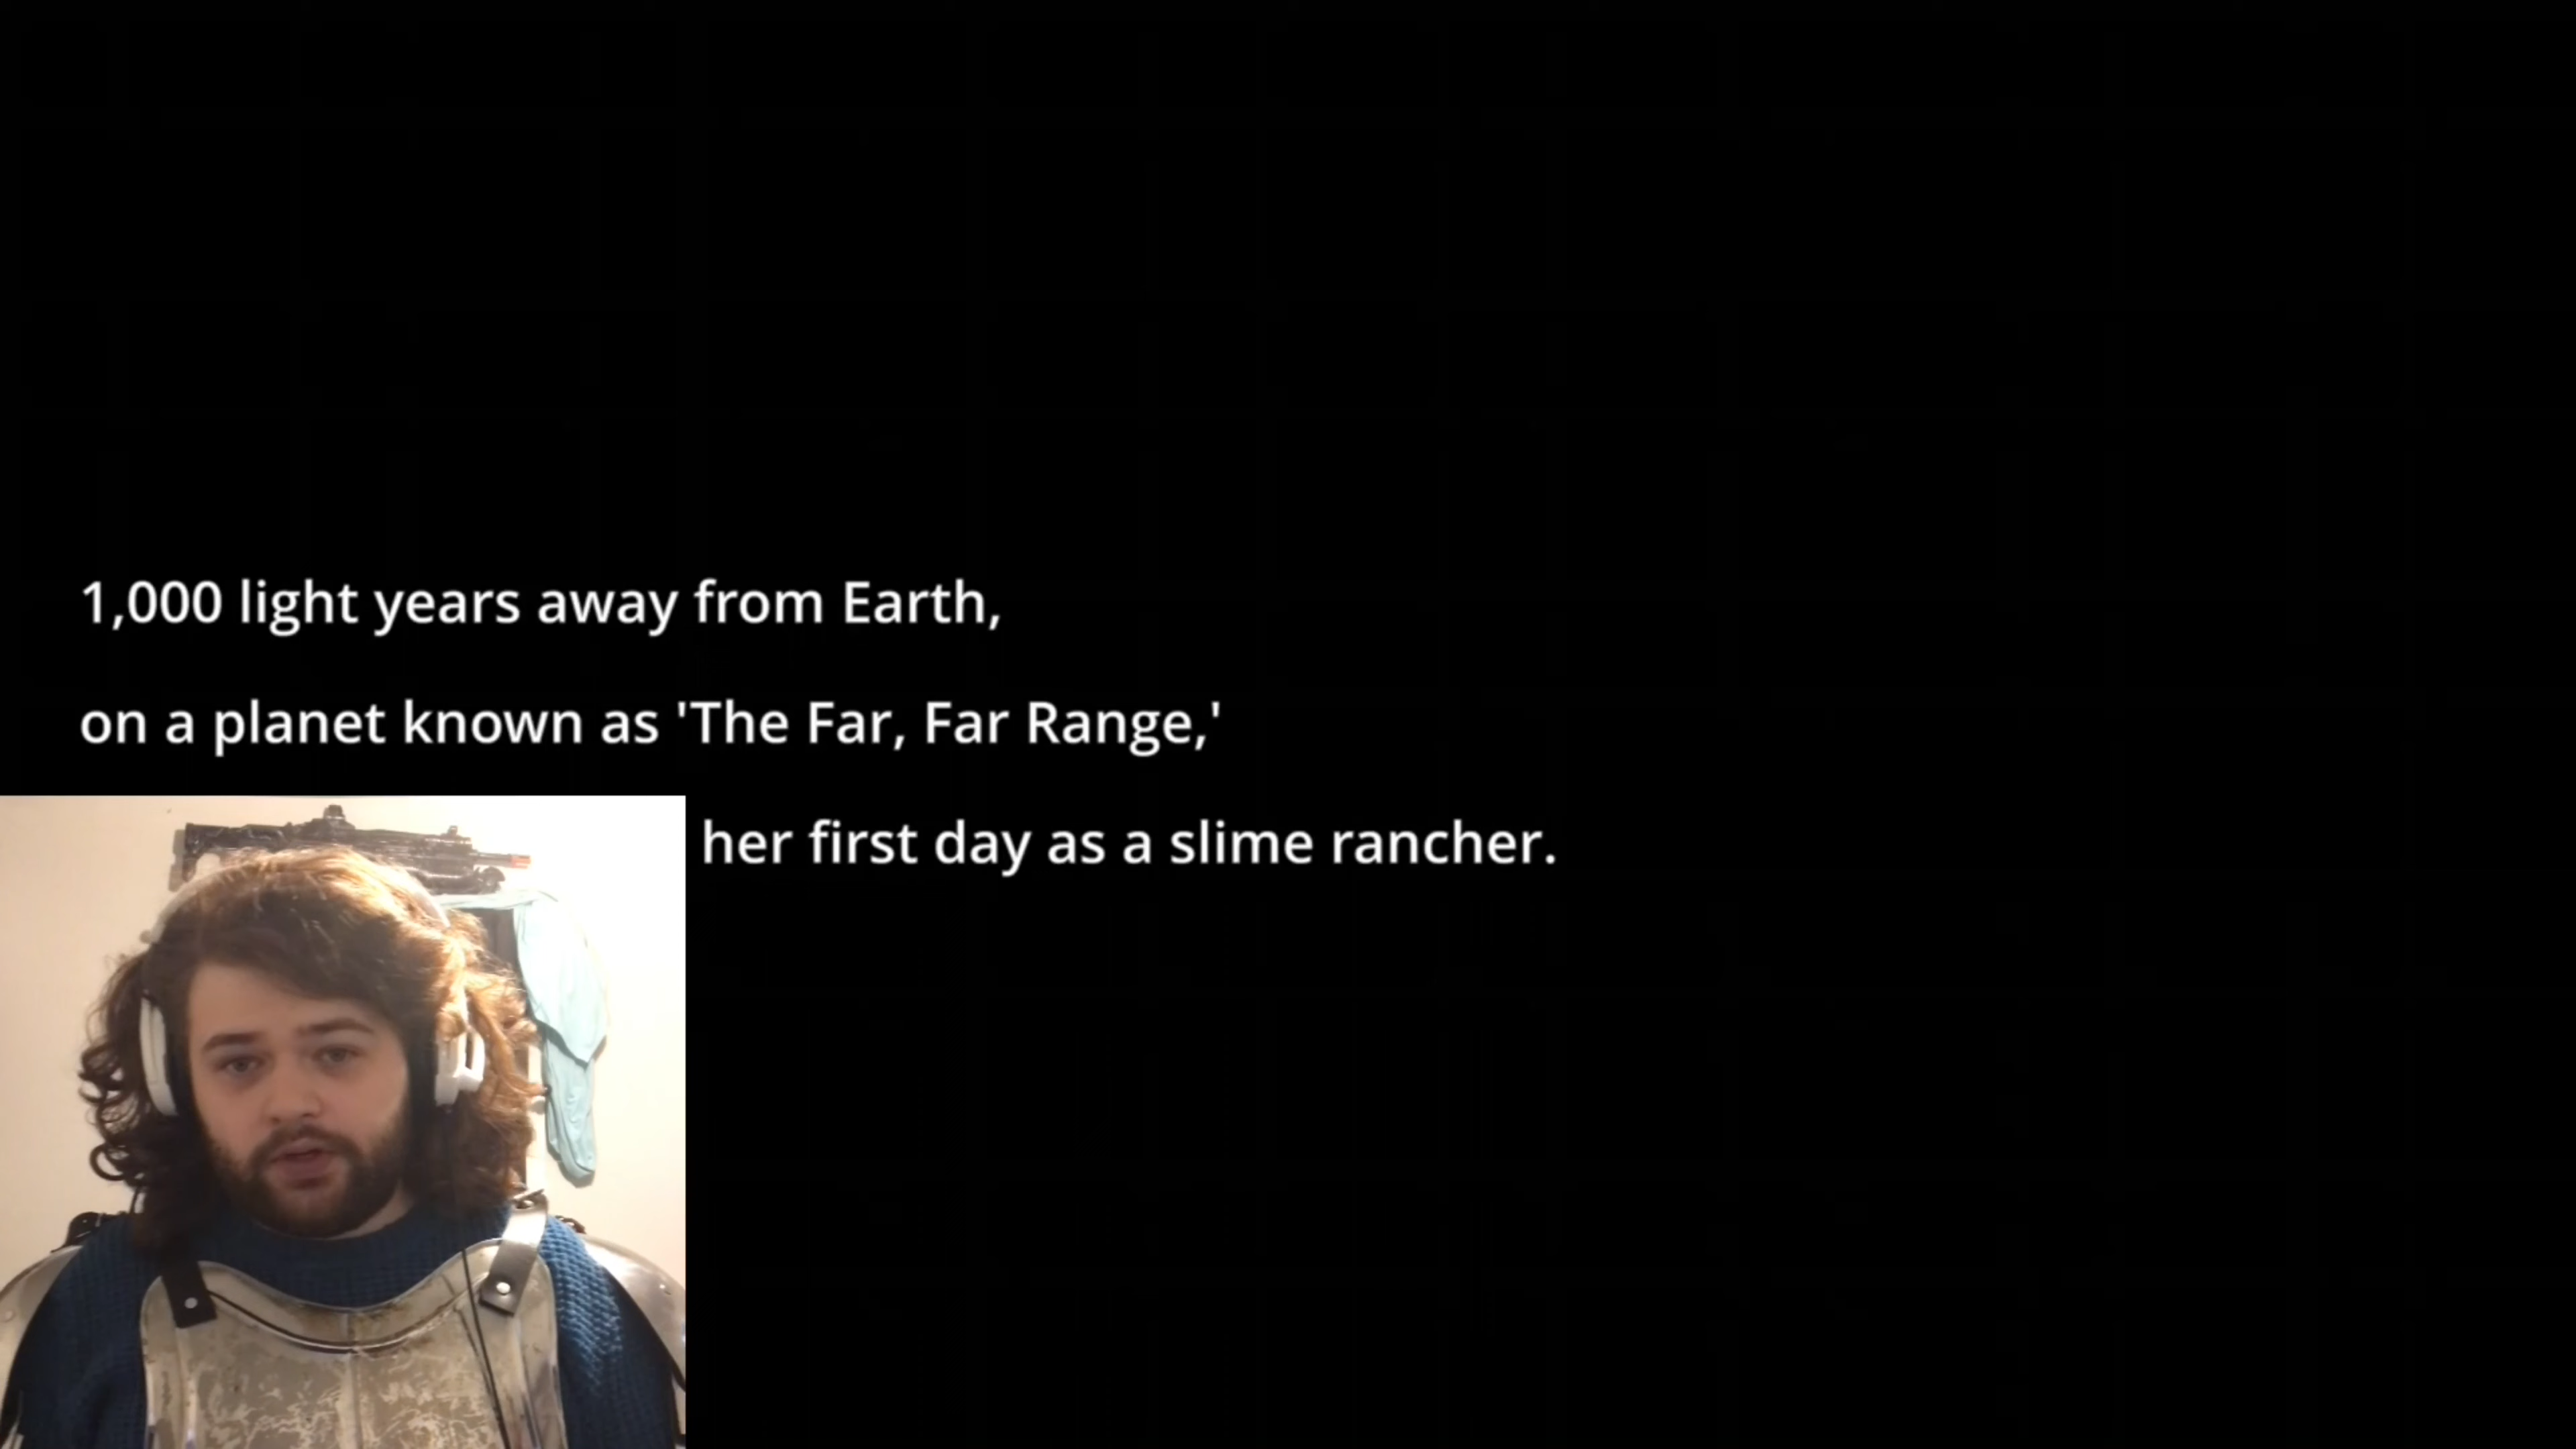 1,000 light years away from Earth,
on a planet known as 'The Far, Far Range,'
her first day as a slime rancher.